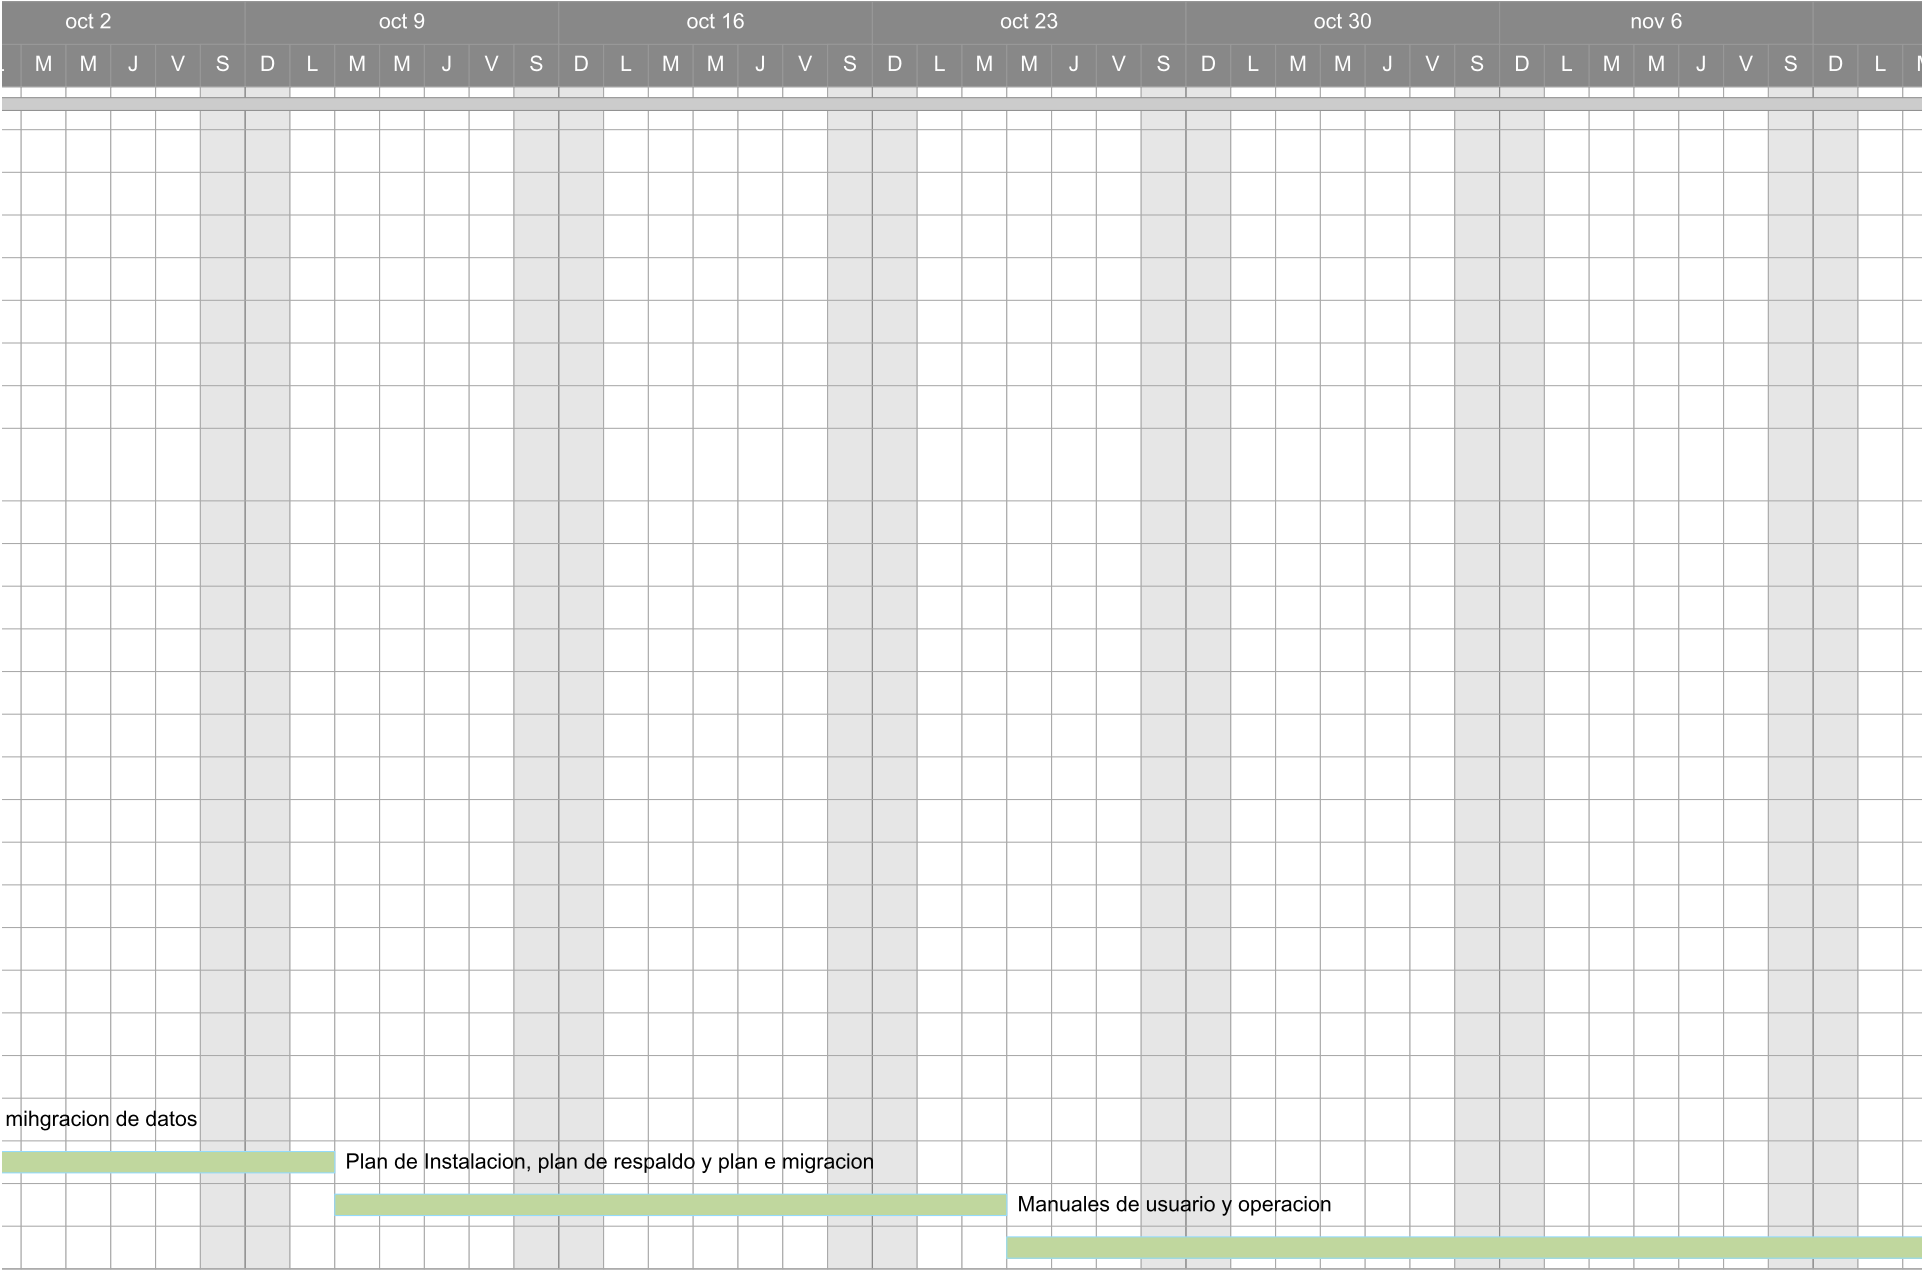 oct 2 oct 9 oct 16 oct 23 oct 30 nov 6
M M J V S D L M M J V S D L M M J V S D L M M J V S D L M M J V S D L M M J V S D L
mihgracion de datos
Plan de Instalacion, plan de respaldo y plan e migracion
Manuales de usuario y operacion